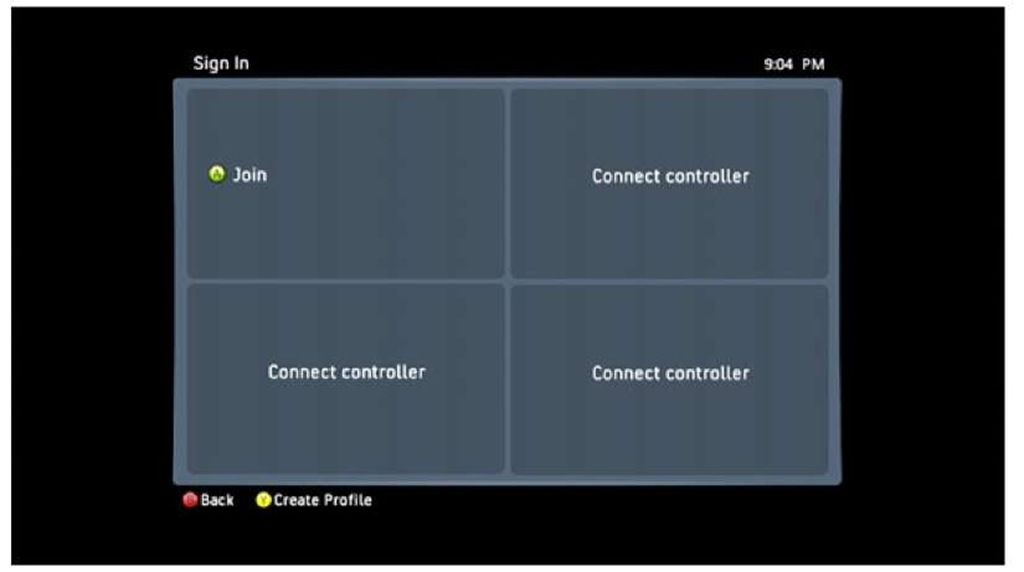 Sign In
9:04 PM
A Join
Connect controller
Connect controller
Connect controller
B Back
Y Create Profile